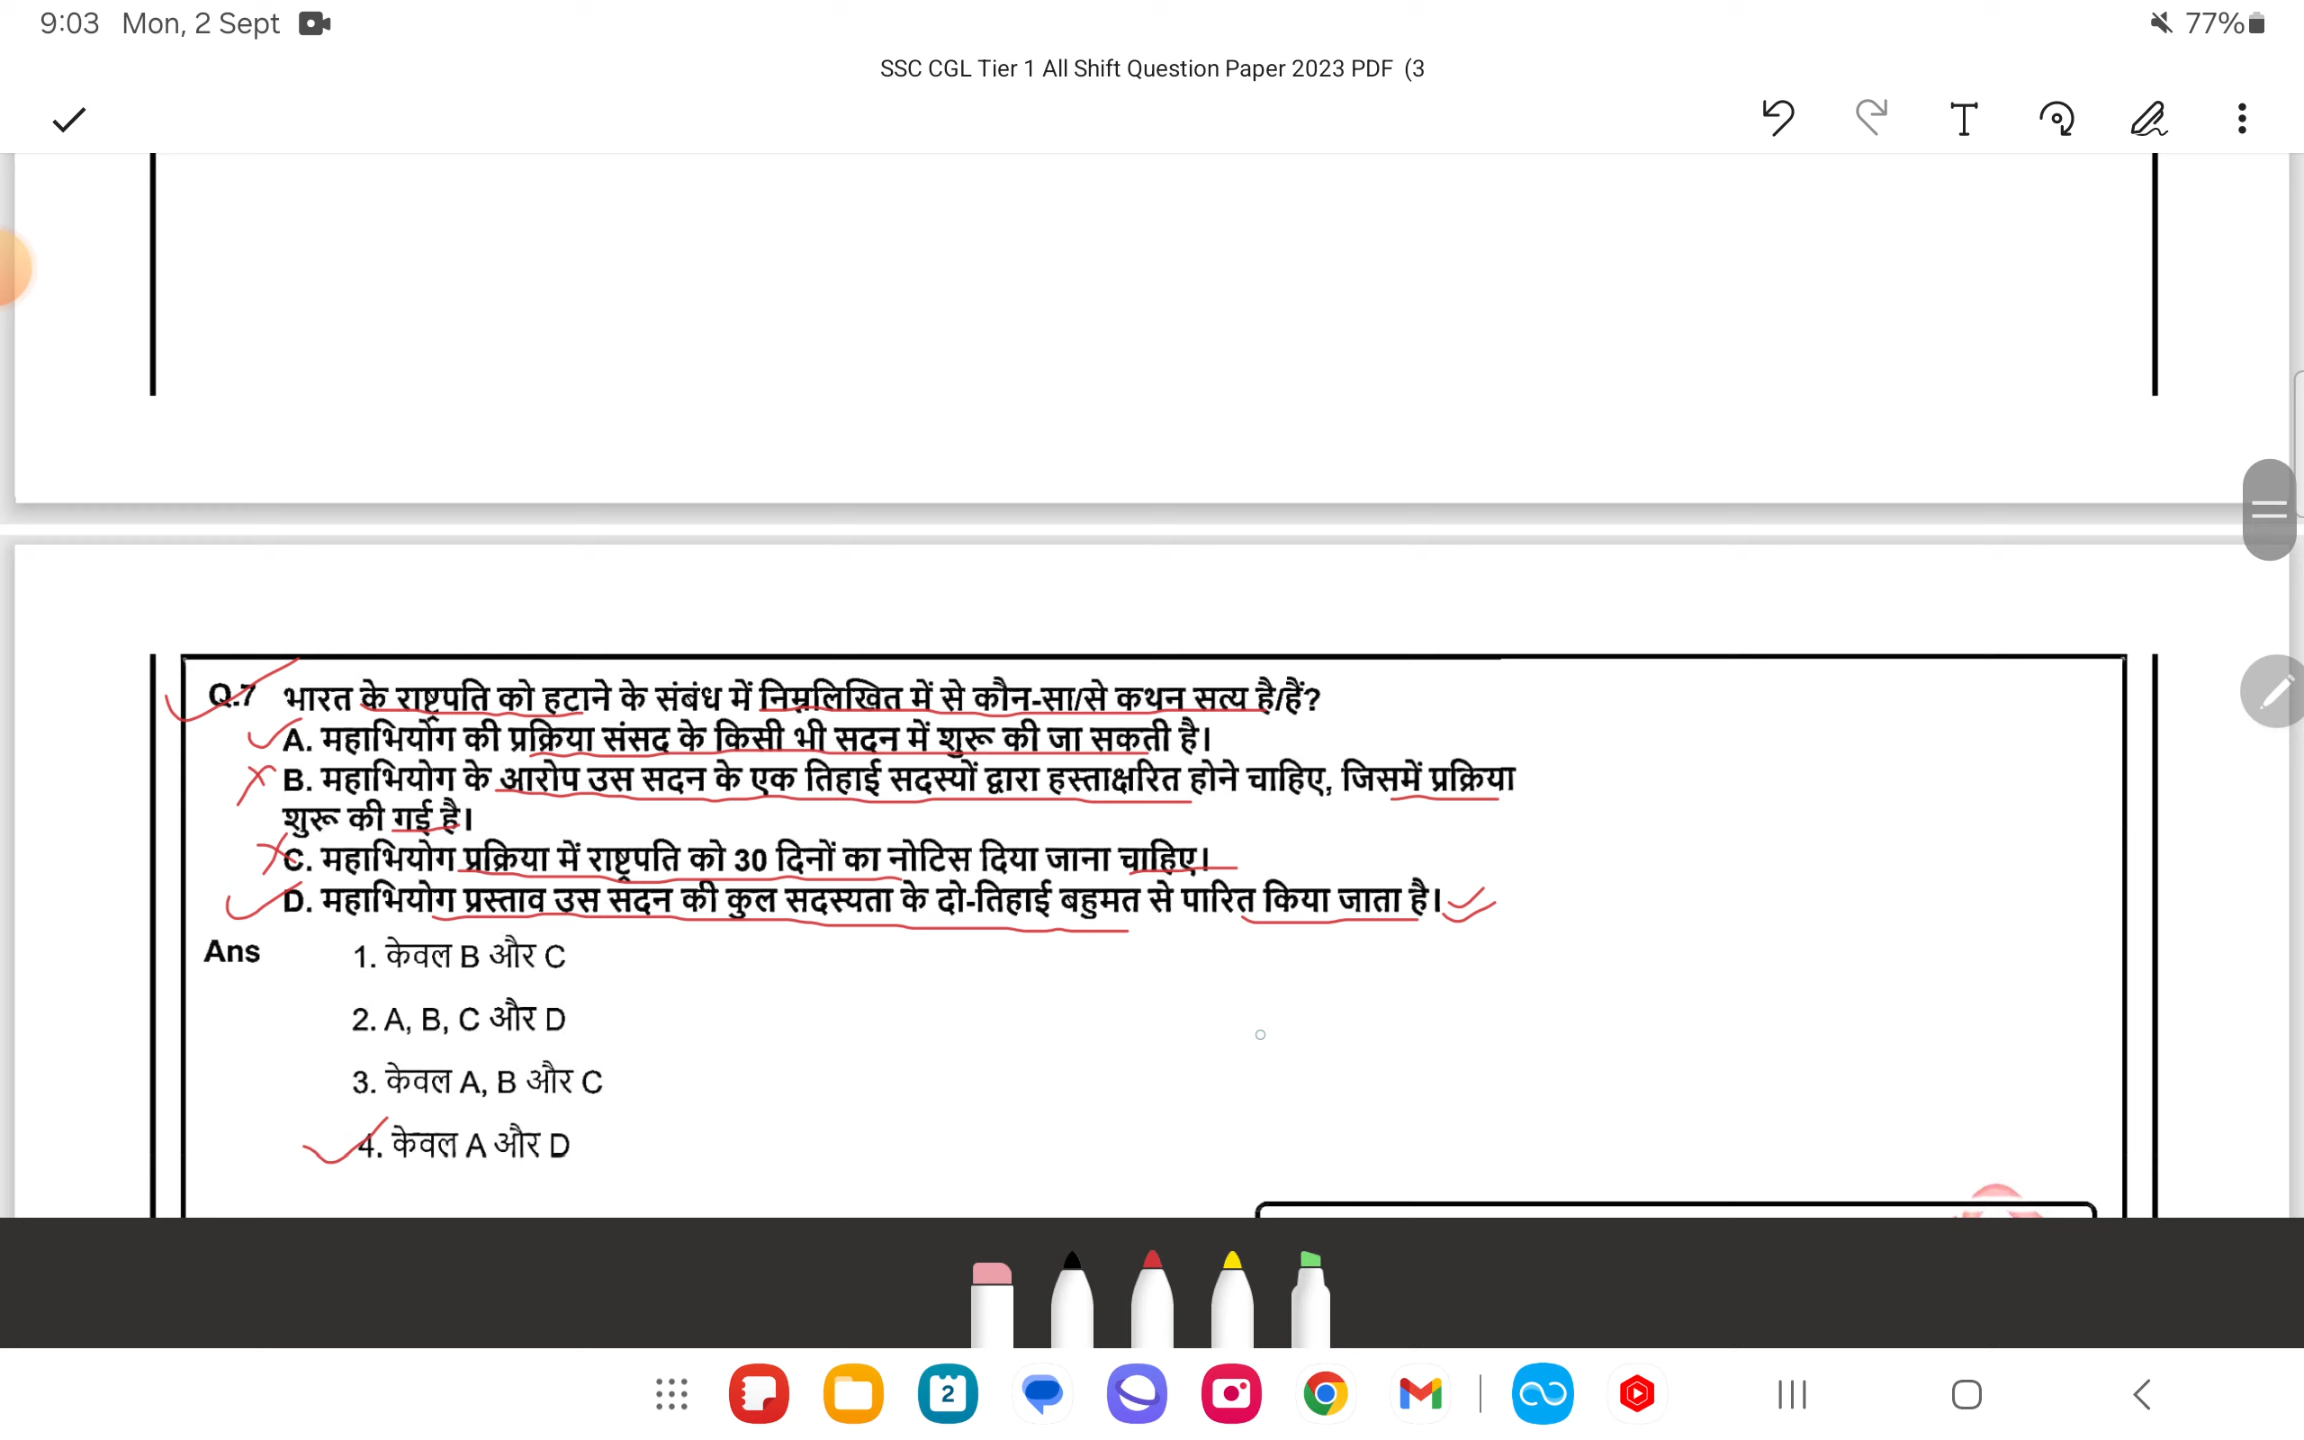 9:03 Mon, 2 Sept
77%
SSC CGL Tier 1 All Shift Question Paper 2023 PDF (3
Q.7 भारत के राष्ट्रपति को हटाने के संबंध में निम्नलिखित में से कौन-सा/से कथन सत्य है/हैं?
A. महाभियोग की प्रक्रिया संसद के किसी भी सदन में शुरू की जा सकती है।
B. महाभियोग के आरोप उस सदन के एक तिहाई सदस्यों द्वारा हस्ताक्षरित होने चाहिए, जिसमें प्रक्रिया
शुरू की गई है।
C. महाभियोग प्रक्रिया में राष्ट्रपति को 30 दिनों का नोटिस दिया जाना चाहिए।
D. महाभियोग प्रस्ताव उस सदन की कुल सदस्यता के दो-तिहाई बहुमत से पारित किया जाता है।
Ans 1. केवल B और C
2. A, B, C और D
3. केवल A, B और C
4. केवल A और D
2